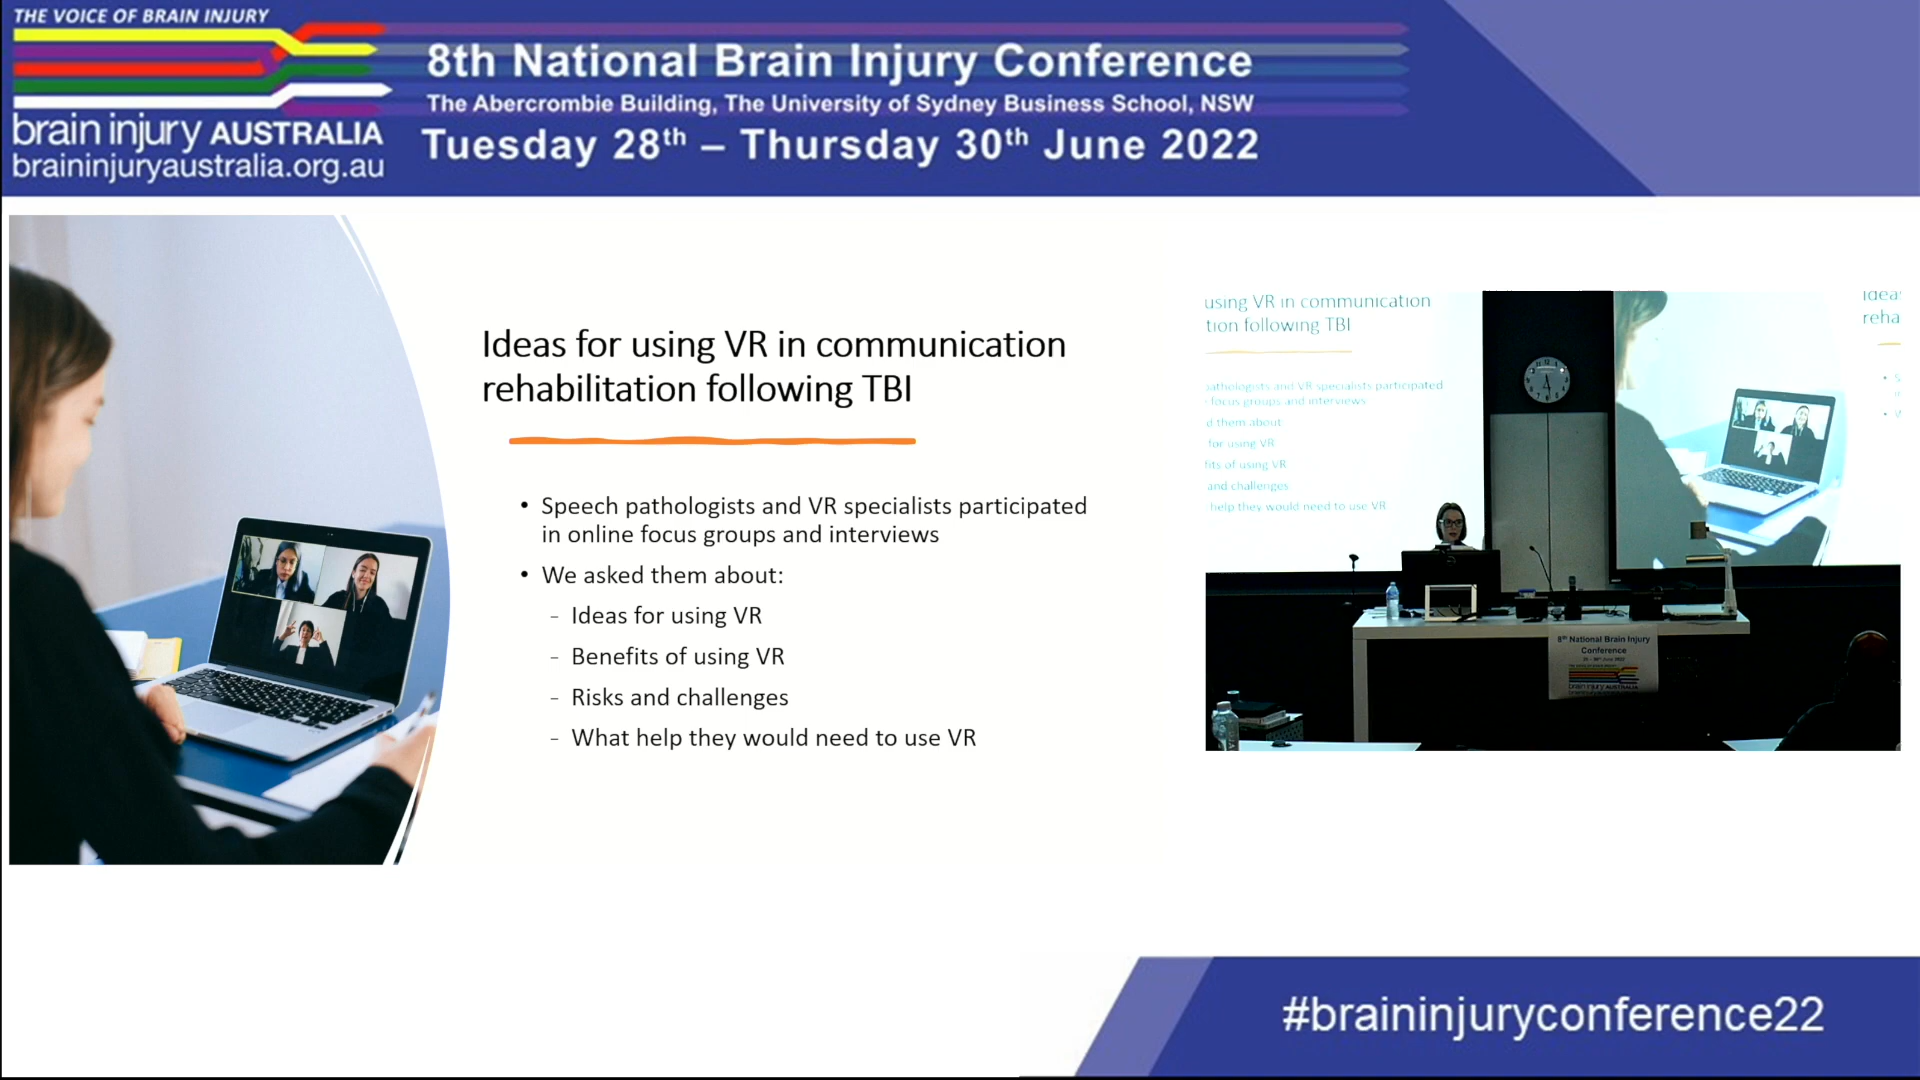 THE VOICE OF BRAIN INJURY
brain injury AUSTRALIA
braininjuryaustralia.org.au
8th National Brain Injury Conference
The Abercrombie Building, The University of Sydney Business School, NSW
Tuesday 28th – Thursday 30th June 2022
Ideas for using VR in communication
rehabilitation following TBI
• Speech pathologists and VR specialists participated
in online focus groups and interviews
• We asked them about:
- Ideas for using VR
- Benefits of using VR
- Risks and challenges
- What help they would need to use VR
using VR in communication
tion following TBI
pathologists and VR specialists participated
focus groups and interviews
d them about
for using VR
fits of using VR
and challenges
help they would need to use VR
Idea
reha
8th National Brain Injury
Conference
brain injury AUSTRALIA
#braininjuryconference22